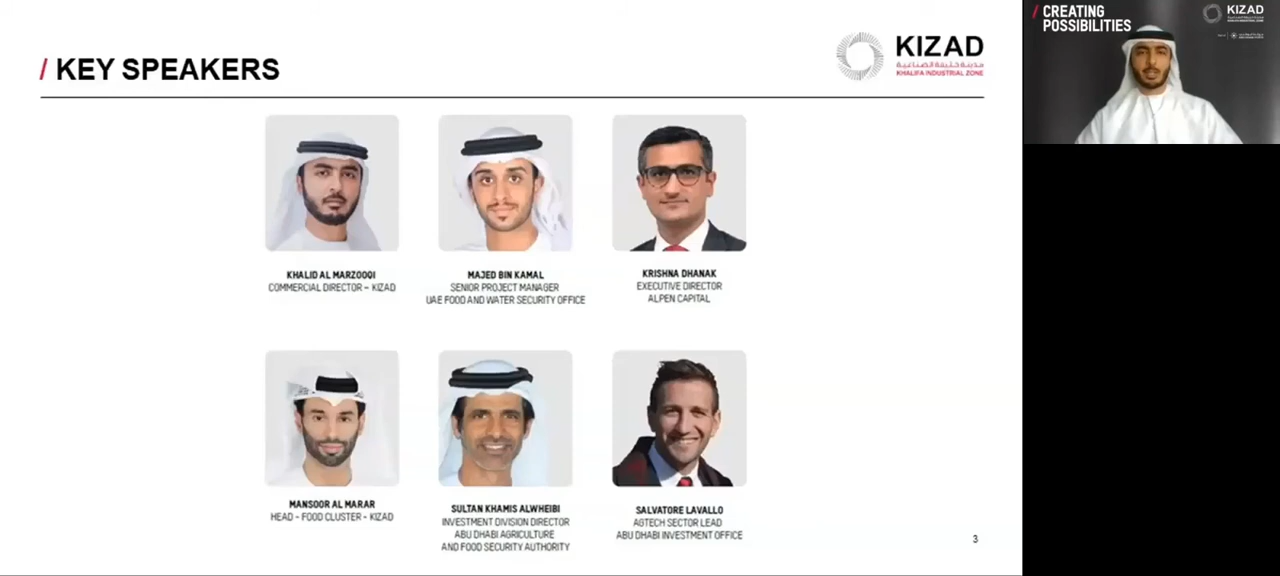 / KEY SPEAKERS
KIZAD
مدينة خليفة الصناعية
KHALIFA INDUSTRIAL ZONE
KHALID AL MARZOOQI
COMMERCIAL DIRECTOR – KIZAD
MAJED BIN KAMAL
SENIOR PROJECT MANAGER
UAE FOOD AND WATER SECURITY OFFICE
KRISHNA DHANAK
EXECUTIVE DIRECTOR
ALPEN CAPITAL
MANSOOR AL MARAR
HEAD – FOOD CLUSTER - KIZAD
SULTAN KHAMIS ALWHEIBI
INVESTMENT DIVISION DIRECTOR
ABU DHABI AGRICULTURE
AND FOOD SECURITY AUTHORITY
SALVATORE LAVALLO
AGTECH SECTOR LEAD
ABU DHABI INVESTMENT OFFICE
3
/ CREATING
POSSIBILITIES
KIZAD